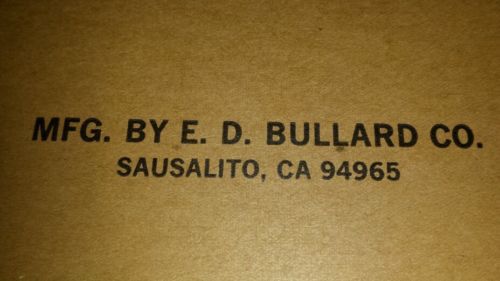 MFG. BY E. D. BULLARD CO.
SAUSALITO, CA 94965